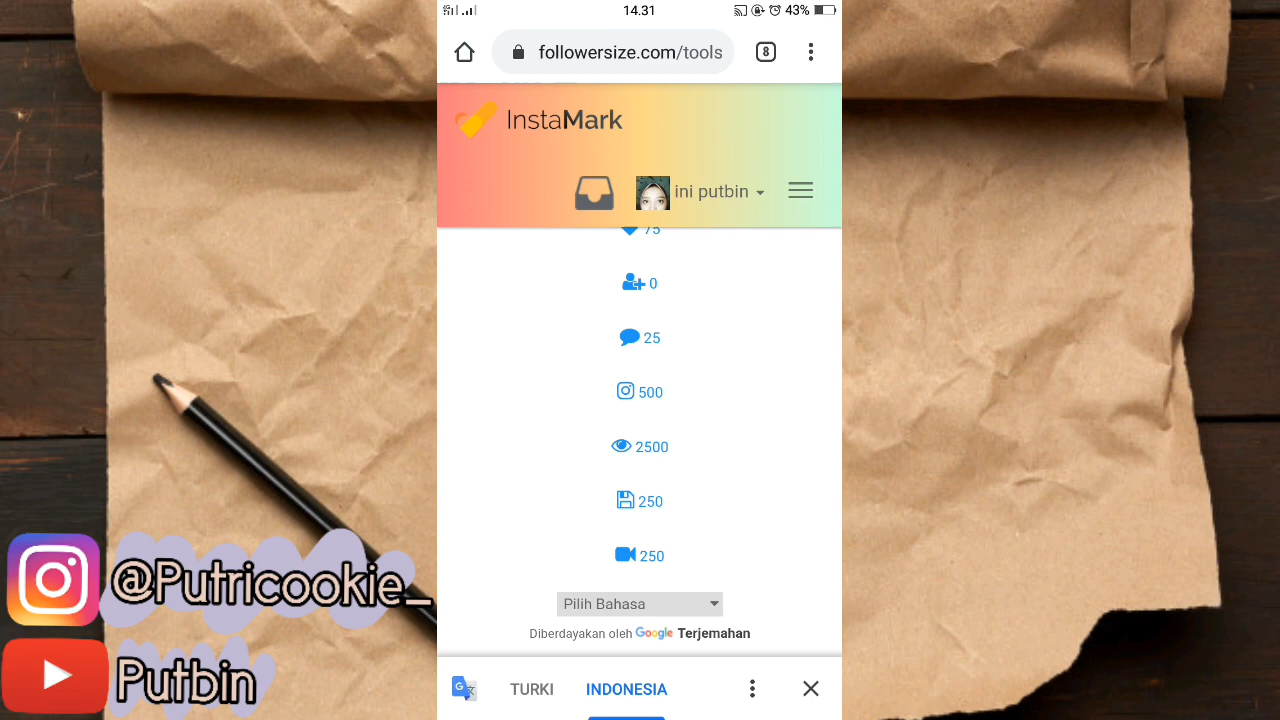 14.31
43%
followersize.com/tools
8
InstaMark
ini putbin
75
0
25
500
2500
250
250
Pilih Bahasa
Diberdayakan oleh Google Terjemahan
TURKI
INDONESIA
@Putricookie_
Putbin